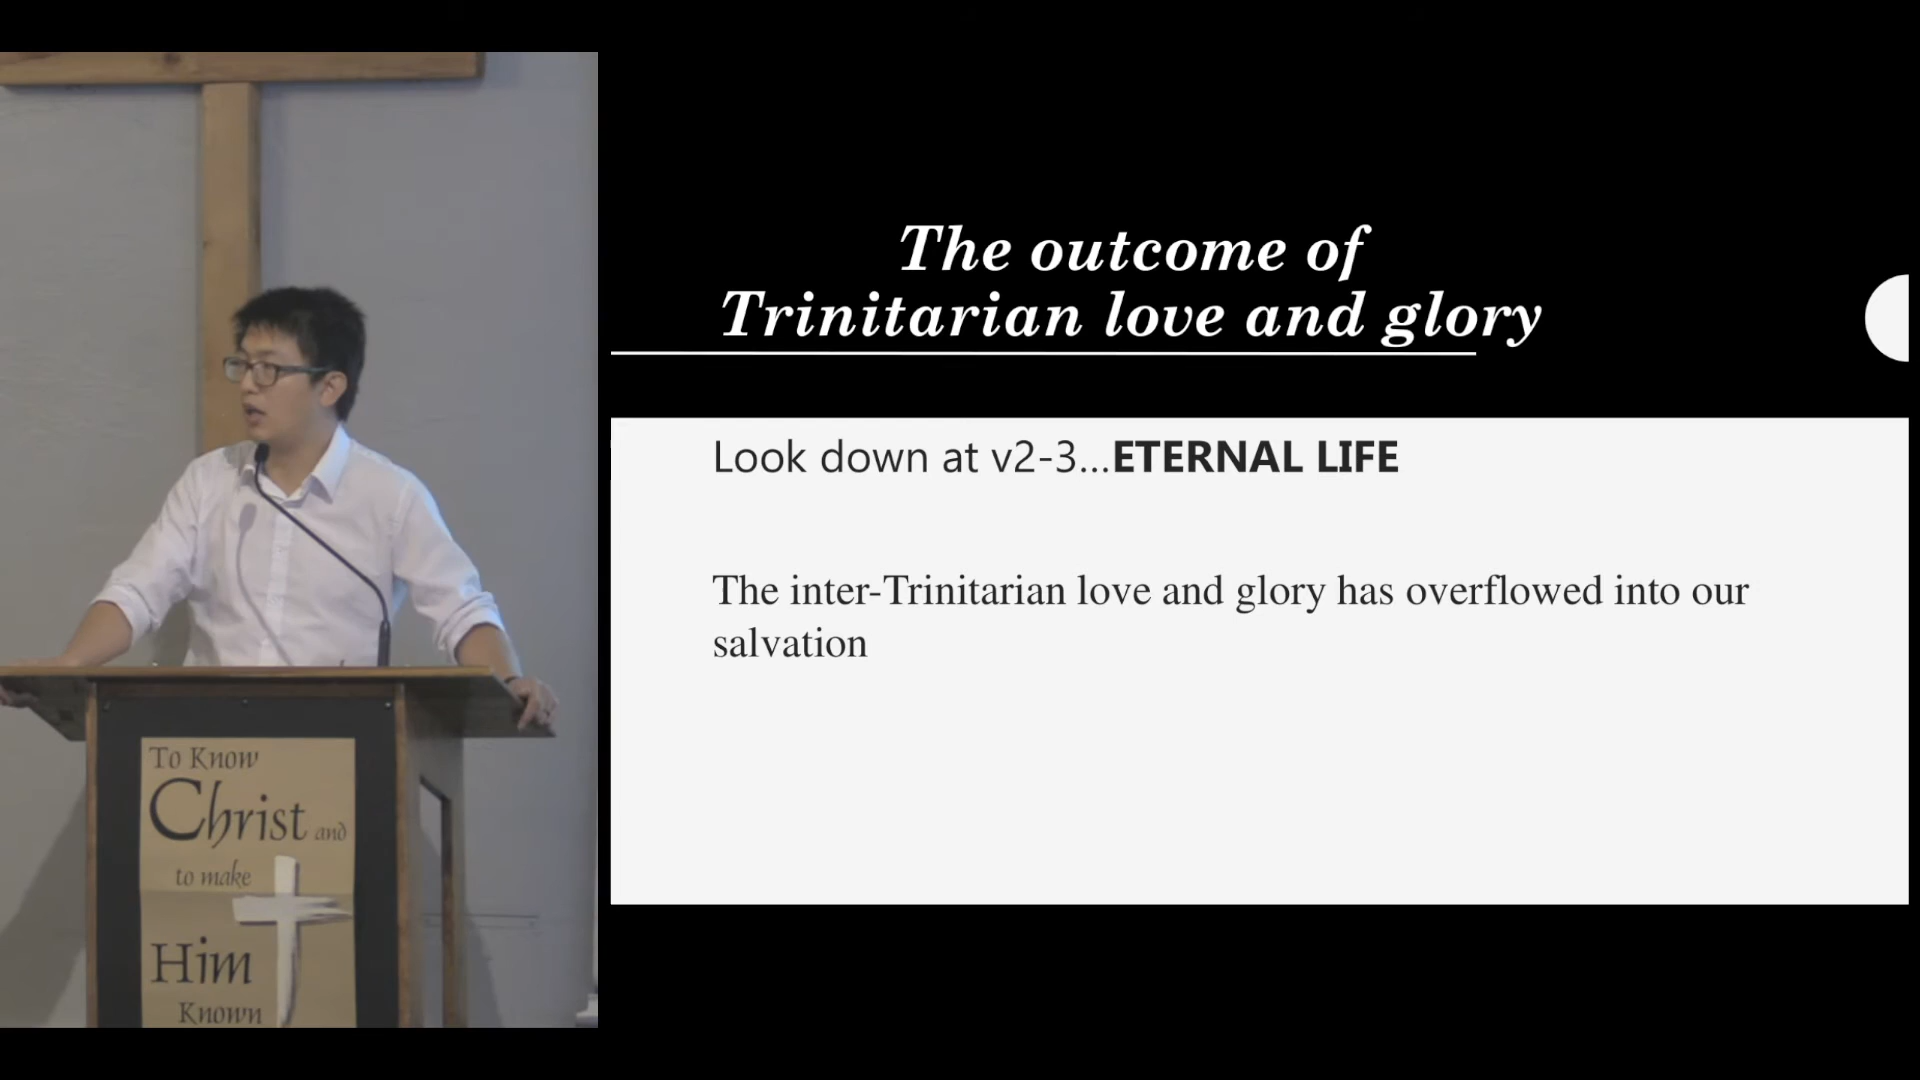 The outcome of
Trinitarian love and glory
Look down at v2-3...ETERNAL LIFE
The inter-Trinitarian love and glory has overflowed into our
salvation
To Know
Christ and
to make
Him
Known